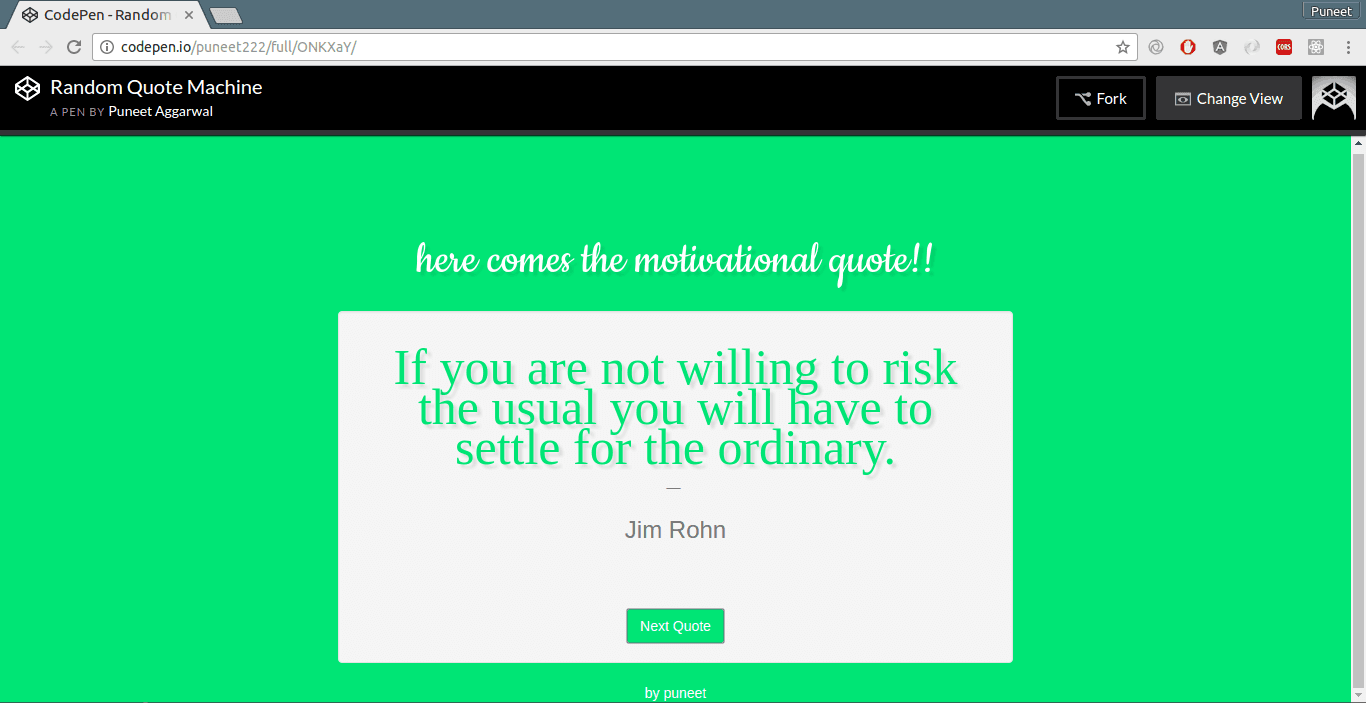 CodePen - Random
Puneet
codepen.io/puneet222/full/ONKXaY/
CORS
Random Quote Machine
A PEN BY Puneet Aggarwal
Fork
Change View
here comes the motivational quote!!
If you are not willing to risk
the usual you will have to
settle for the ordinary.
—
Jim Rohn
Next Quote
by puneet